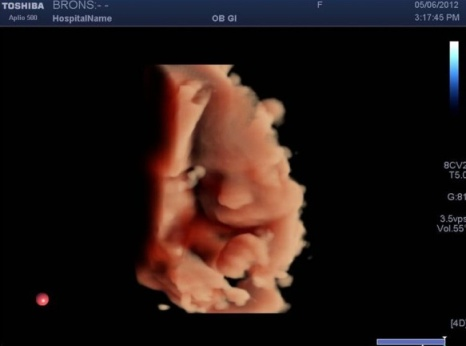 TOSHIBA BRONS:- - F 05/06/2012
Aplio 500 HospitalName OB GI 3:17:45 PM
8CV2
T5.0
G:81
3.5vps
Vol.55°
[4D]